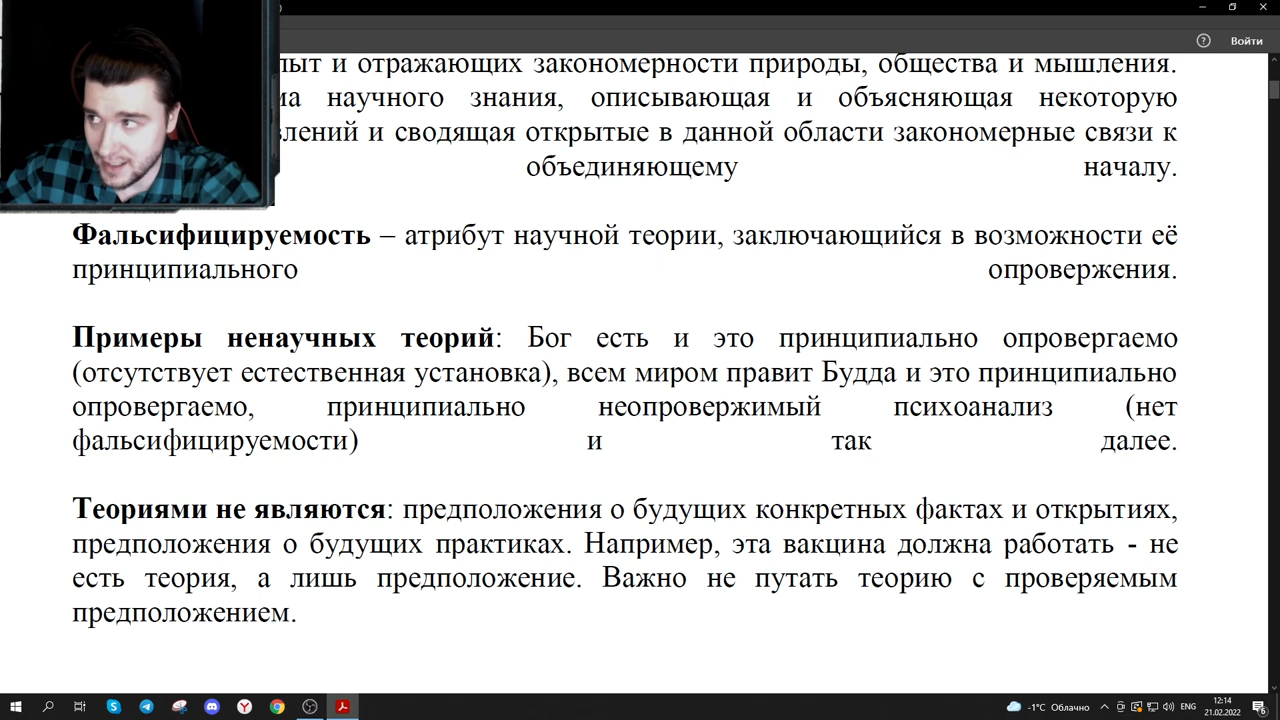 Войти
ыт и отражающих закономерности природы, общества и мышления.
ма научного знания, описывающая и объясняющая некоторую
влений и сводящая открытые в данной области закономерные связи к
объединяющему началу.
Фальсифицируемость – атрибут научной теории, заключающийся в возможности её
принципиального опровержения.
Примеры ненаучных теорий: Бог есть и это принципиально опровергаемо
(отсутствует естественная установка), всем миром правит Будда и это принципиально
опровергаемо, принципиально неопровержимый психоанализ (нет
фальсифицируемости) и так далее.
Теориями не являются: предположения о будущих конкретных фактах и открытиях,
предположения о будущих практиках. Например, эта вакцина должна работать - не
есть теория, а лишь предположение. Важно не путать теорию с проверяемым
предположением.
-1°C Облачно ENG 12:14
21.02.2022